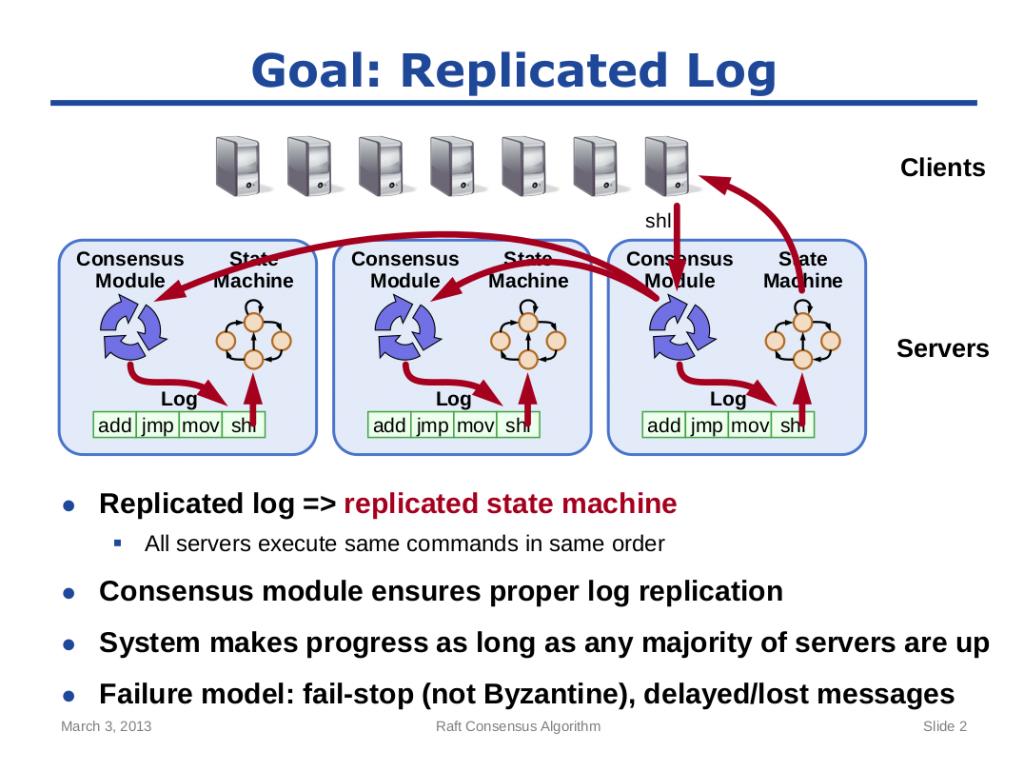 Goal: Replicated Log
Clients
shl
Consensus Module
State Machine
Log
add jmp mov shl
Consensus Module
State Machine
Log
add jmp mov shl
Consensus Module
State Machine
Log
add jmp mov shl
Servers
● Replicated log => replicated state machine
▪ All servers execute same commands in same order
● Consensus module ensures proper log replication
● System makes progress as long as any majority of servers are up
● Failure model: fail-stop (not Byzantine), delayed/lost messages
March 3, 2013
Raft Consensus Algorithm
Slide 2